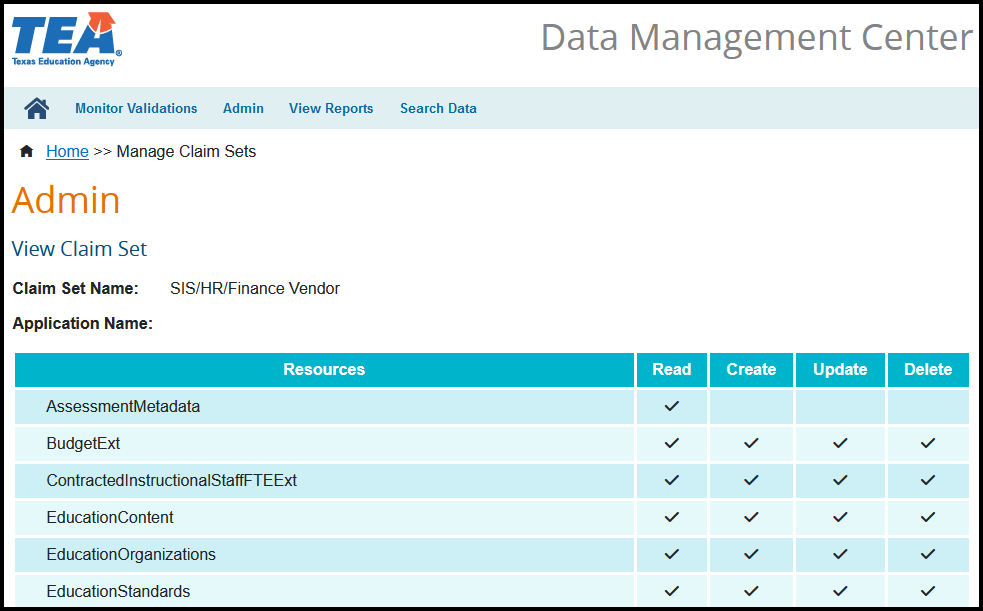 TEA
Texas Education Agency
Data Management Center
Monitor Validations Admin View Reports Search Data
Home >> Manage Claim Sets
Admin
View Claim Set
Claim Set Name: SIS/HR/Finance Vendor
Application Name:
Resources Read Create Update Delete
AssessmentMetadata ✓
BudgetExt ✓ ✓ ✓ ✓
ContractedInstructionalStaffFTEExt ✓ ✓ ✓ ✓
EducationContent ✓ ✓ ✓ ✓
EducationOrganizations ✓ ✓ ✓ ✓
EducationStandards ✓ ✓ ✓ ✓